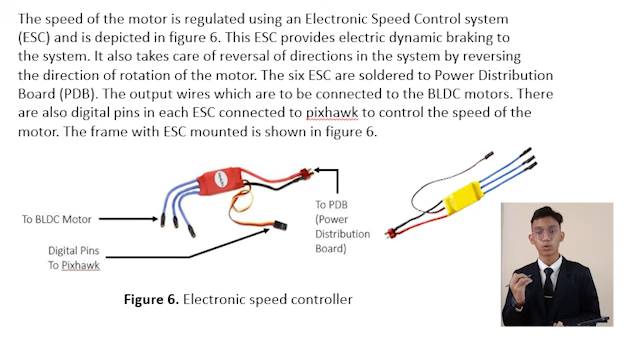 The speed of the motor is regulated using an Electronic Speed Control system
(ESC) and is depicted in figure 6. This ESC provides electric dynamic braking to
the system. It also takes care of reversal of directions in the system by reversing
the direction of rotation of the motor. The six ESC are soldered to Power Distribution
Board (PDB). The output wires which are to be connected to the BLDC motors. There
are also digital pins in each ESC connected to pixhawk to control the speed of the
motor. The frame with ESC mounted is shown in figure 6.
To BLDC Motor
Digital Pins
To Pixhawk
To PDB
(Power
Distribution
Board)
Figure 6. Electronic speed controller